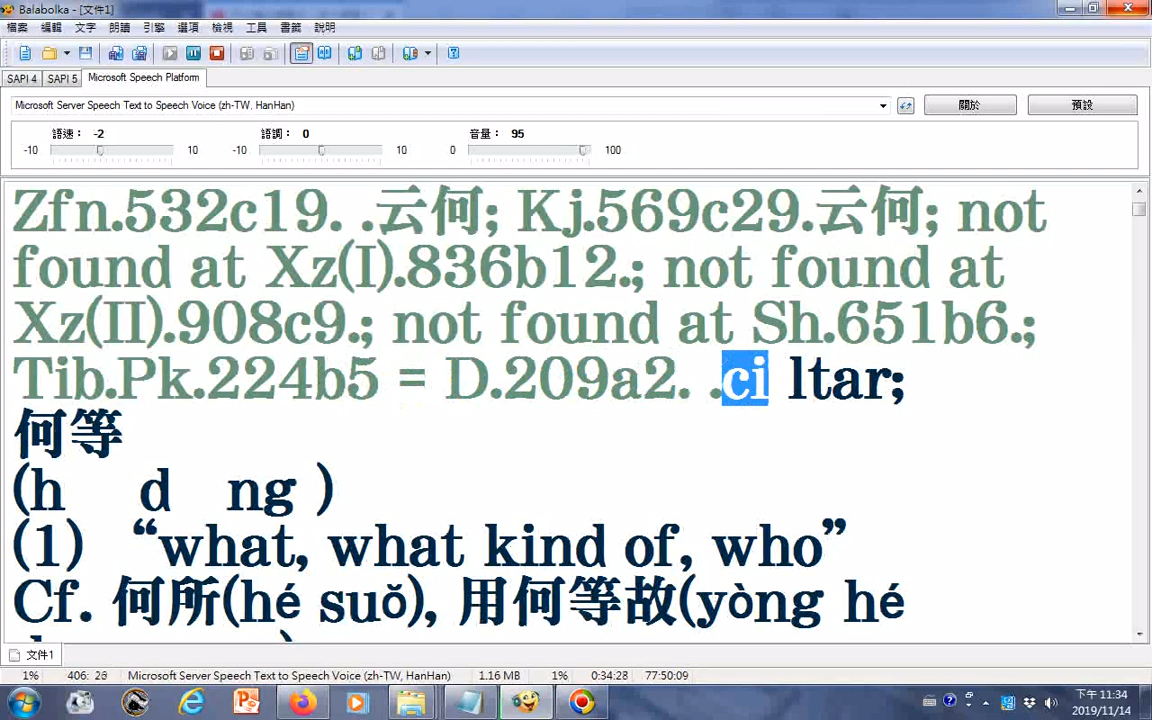 Balabolka - [文件1]
檔案 編輯 文字 朗讀 引擎 選項 檢視 工具 書籤 說明
SAPI 4 SAPI 5 Microsoft Speech Platform
Microsoft Server Speech Text to Speech Voice (zh-TW, HanHan)
關於 預設
語速： -2 語調： 0 音量： 95
-10 10 -10 10 0 100
Zfn.532c19. .云何; Kj.569c29.云何; not
found at Xz(I).836b12.; not found at
Xz(II).908c9.; not found at Sh.651b6.;
Tib.Pk.224b5 = D.209a2. .ci ltar;
何等
(h d ng )
(1) “what, what kind of, who”
Cf. 何所(hé suǒ), 用何等故(yòng hé
文件1
1% 406: 26 Microsoft Server Speech Text to Speech Voice (zh-TW, HanHan) 1.16 MB 1% 0:34:28 77:50:09
下午 11:34
2019/11/14